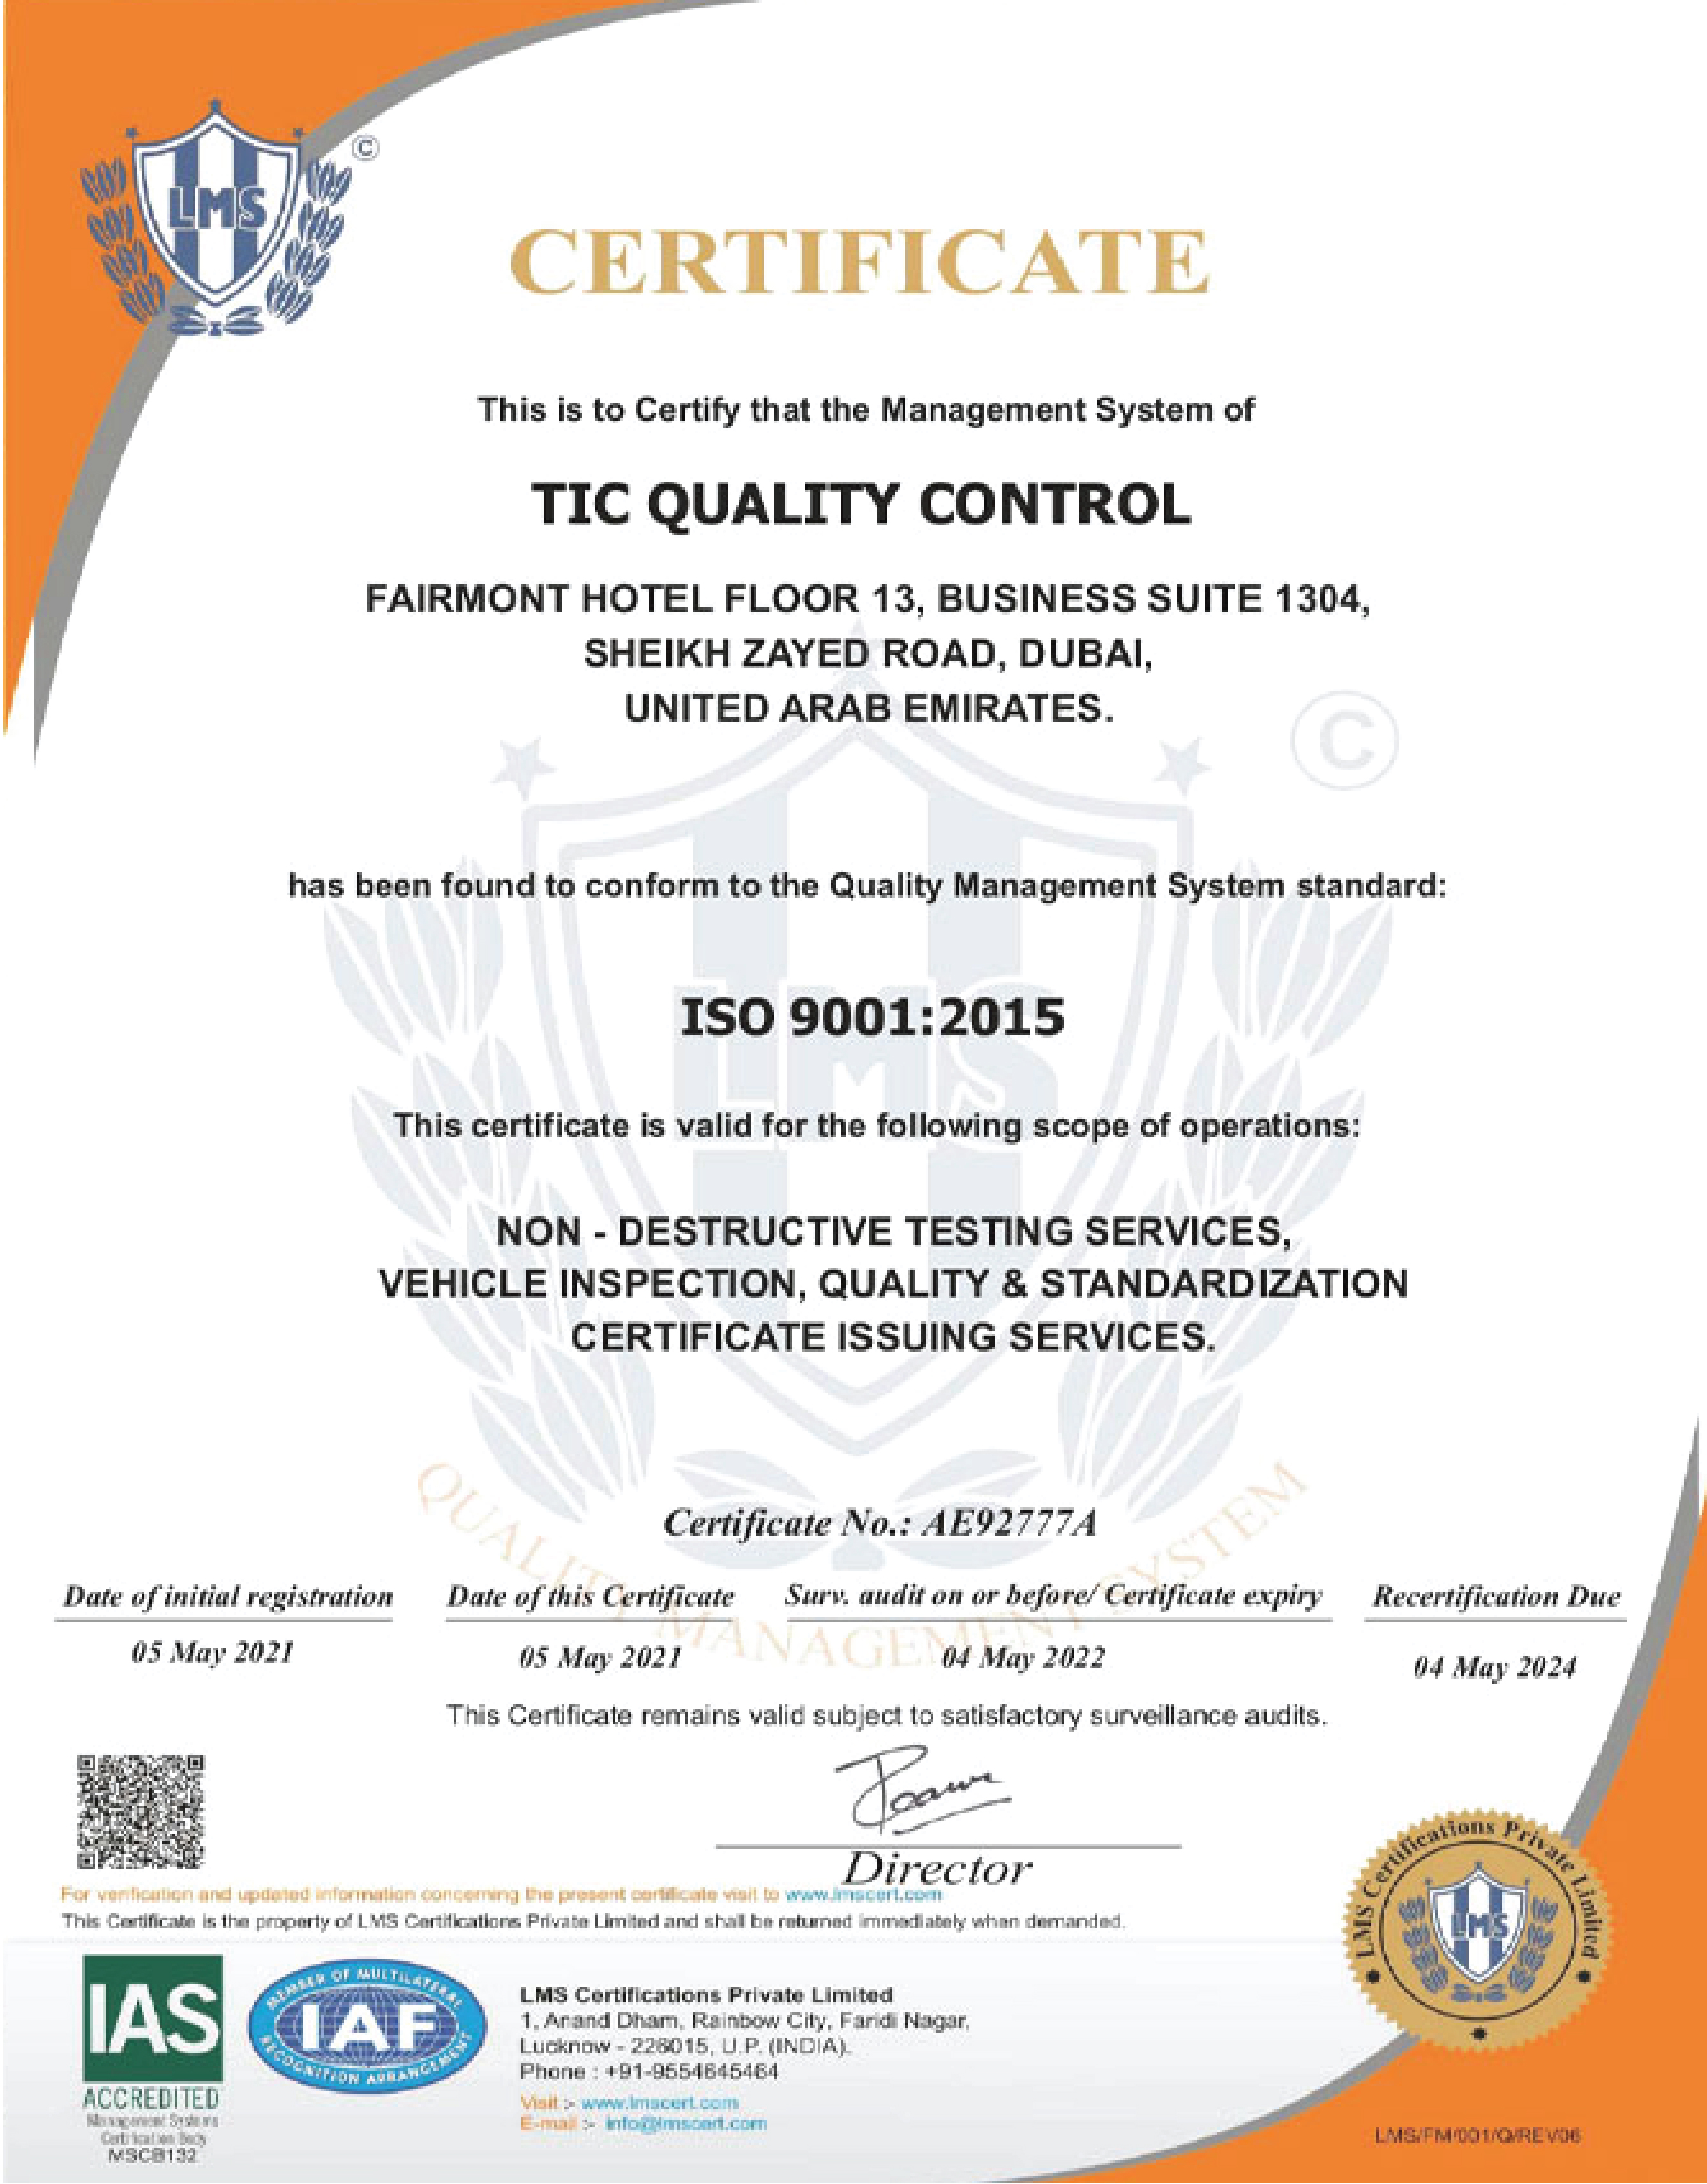 LMS
©
CERTIFICATE
This is to Certify that the Management System of
TIC QUALITY CONTROL
FAIRMONT HOTEL FLOOR 13, BUSINESS SUITE 1304,
SHEIKH ZAYED ROAD, DUBAI,
UNITED ARAB EMIRATES.
©
has been found to conform to the Quality Management System standard:
LMS
ISO 9001:2015
This certificate is valid for the following scope of operations:
NON - DESTRUCTIVE TESTING SERVICES,
VEHICLE INSPECTION, QUALITY & STANDARDIZATION
CERTIFICATE ISSUING SERVICES.
QUALITY MANAGEMENT SYSTEM
Certificate No.: AE92777A
Date of initial registration Date of this Certificate Surv. audit on or before/ Certificate expiry Recertification Due
05 May 2021 05 May 2021 04 May 2022 04 May 2024
This Certificate remains valid subject to satisfactory surveillance audits.
Director
For verification and updated information concerning the present certificate visit to www.lmscert.com
This Certificate is the property of LMS Certifications Private Limited and shall be returned immediately when demanded.
LMS Certifications Private Limited
LMS
IAS
ACCREDITED
Management Systems
Certification Body
MSCB132
MEMBER OF MULTILATERAL
IAF
RECOGNITION ARRANGEMENT
LMS Certifications Private Limited
1, Anand Dham, Rainbow City, Faridi Nagar,
Lucknow - 226015, U.P. (INDIA).
Phone : +91-9554645464
Visit :- www.lmscert.com
E-mail :- info@lmscert.com
LMS/FM/001/Q/REV06